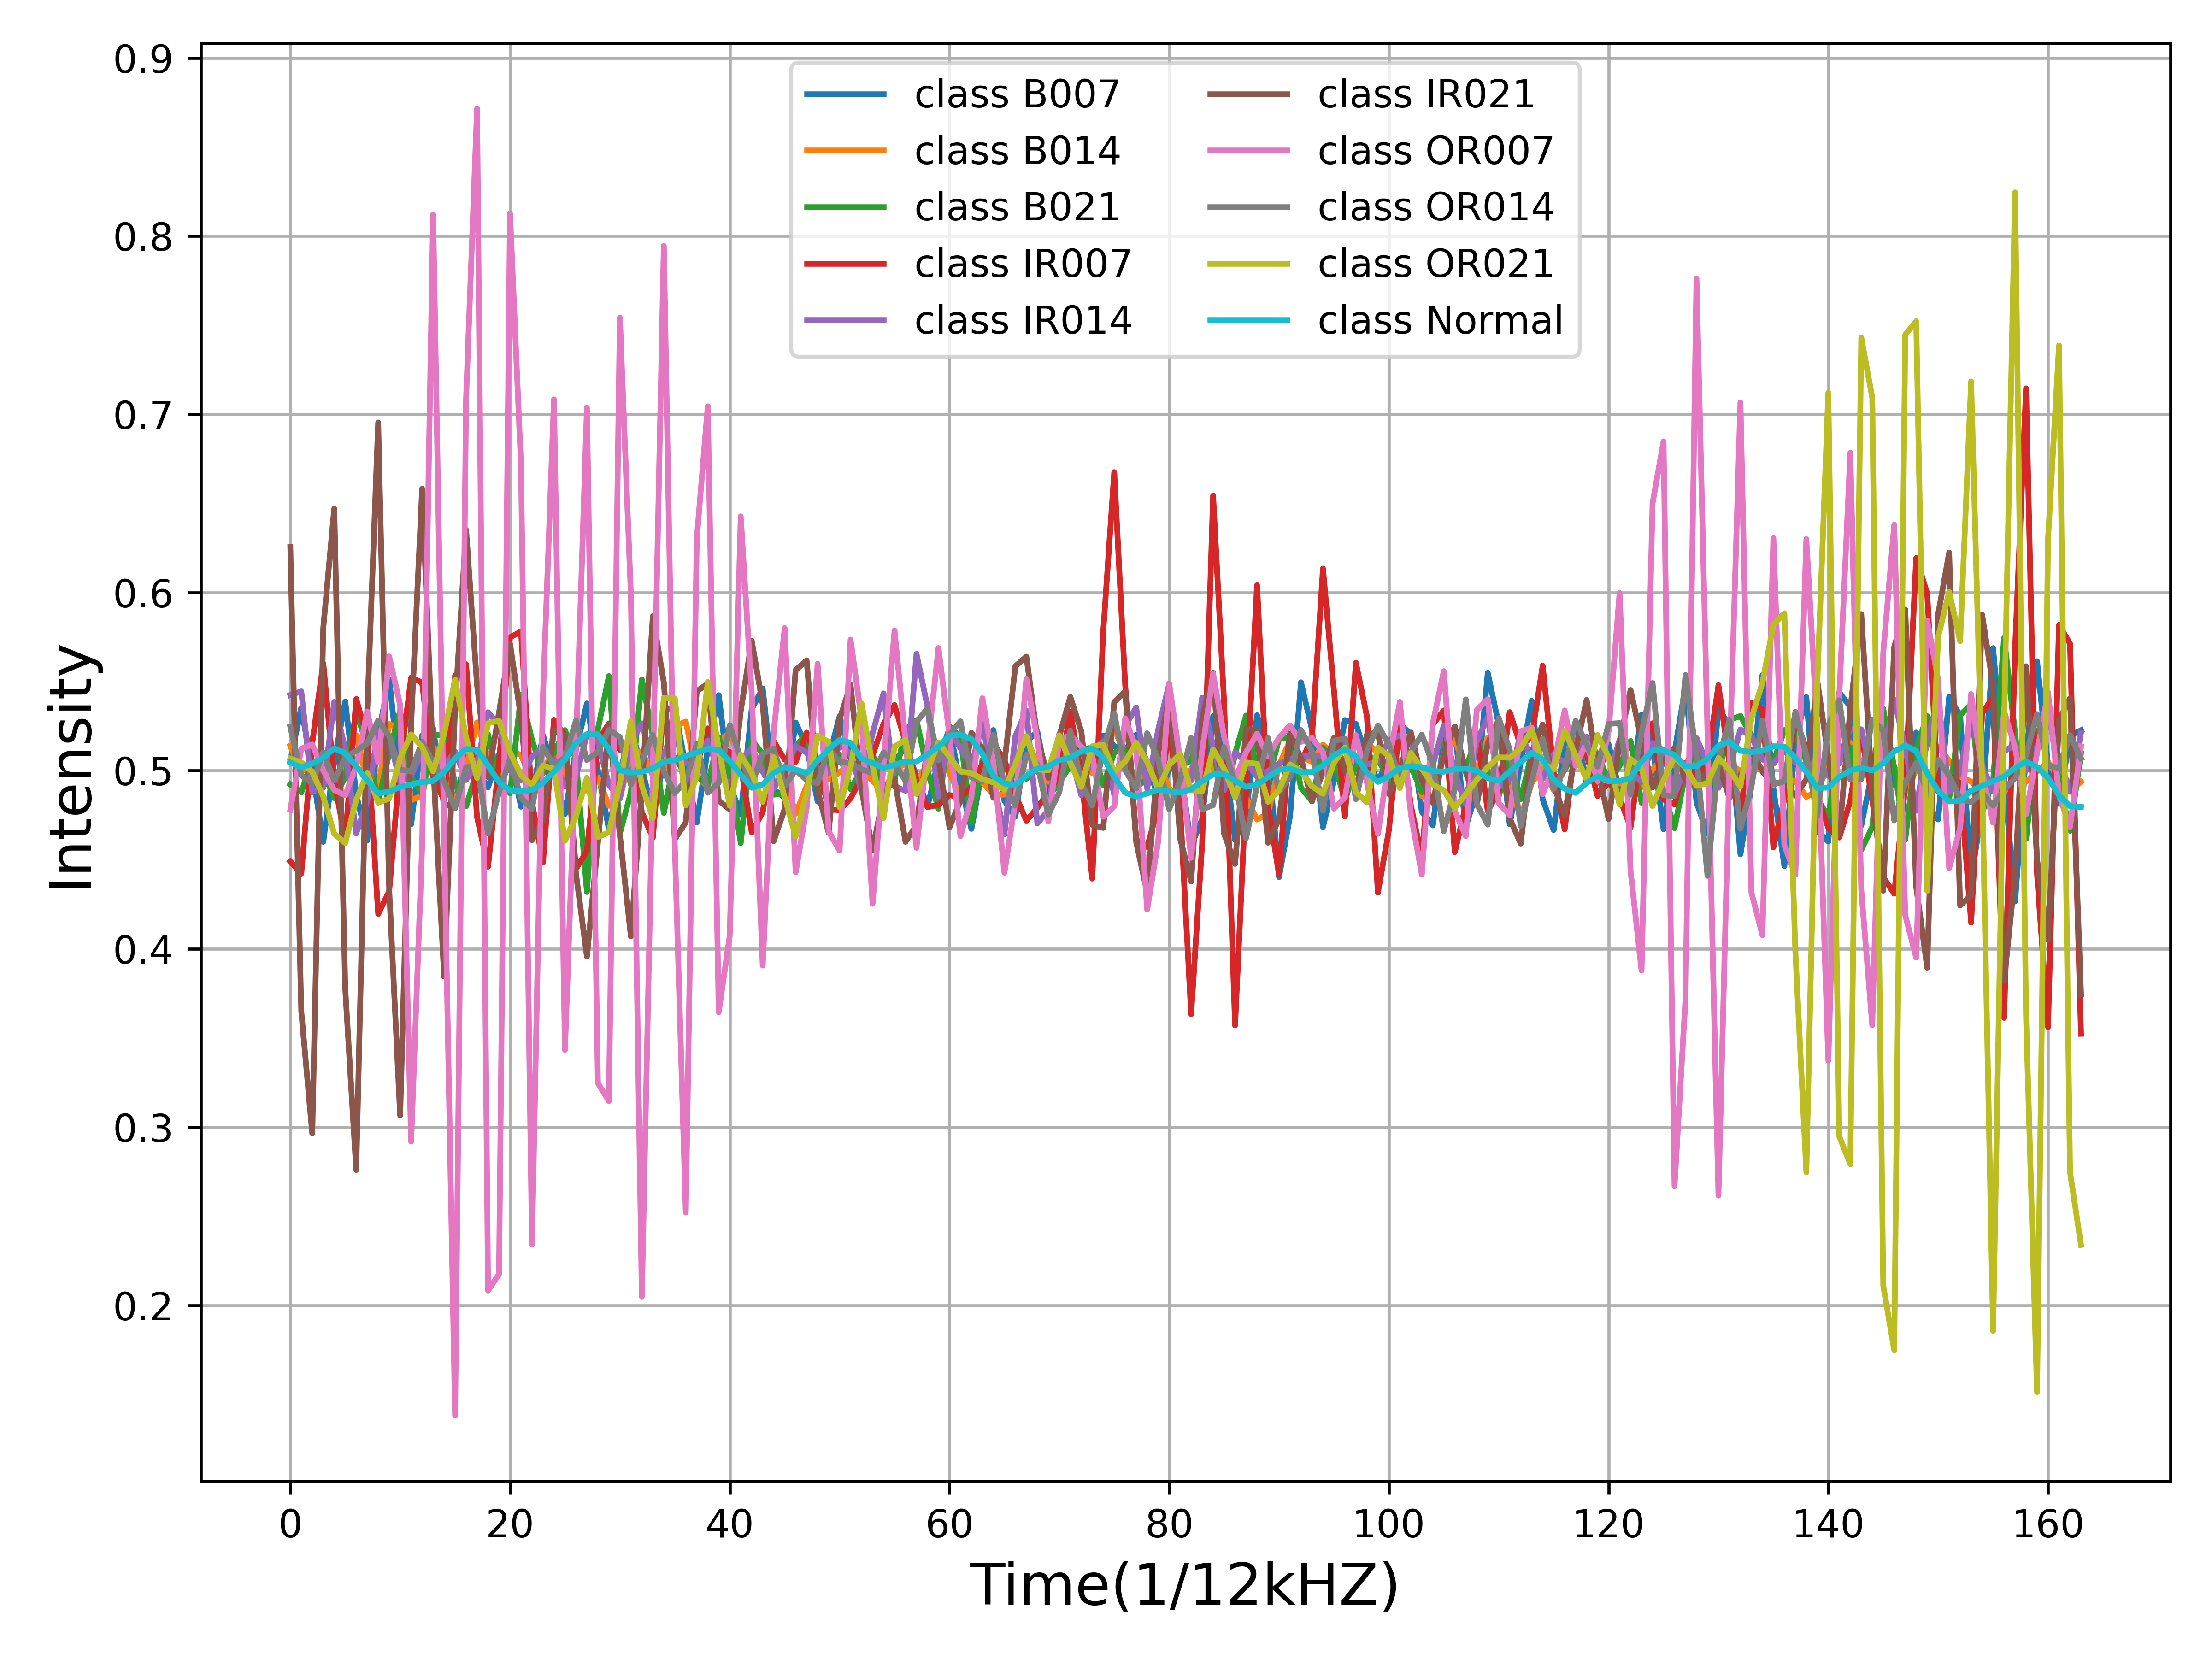 0.9
0.8
0.7
0.6
0.5
0.4
0.3
0.2
Intensity
class B007
class B014
class B021
class IR007
class IR014
class IR021
class OR007
class OR014
class OR021
class Normal
0 20 40 60 80 100 120 140 160
Time(1/12kHZ)